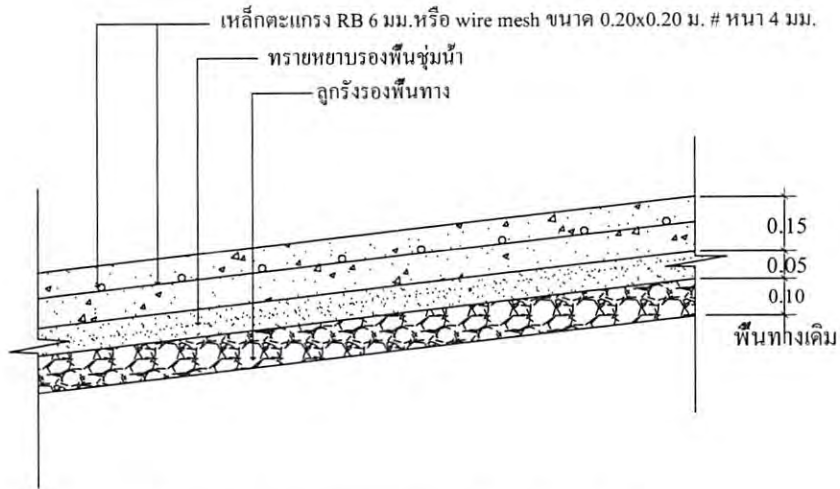 เหล็กตะแกรง RB 6 มม.หรือ wire mesh ขนาด 0.20x0.20 ม. # หนา 4 มม.
ทรายหยาบรองพื้นชุ่มน้ำ
ลูกรังรองพื้นทาง
0.15
0.05
0.10
พื้นทางเดิม